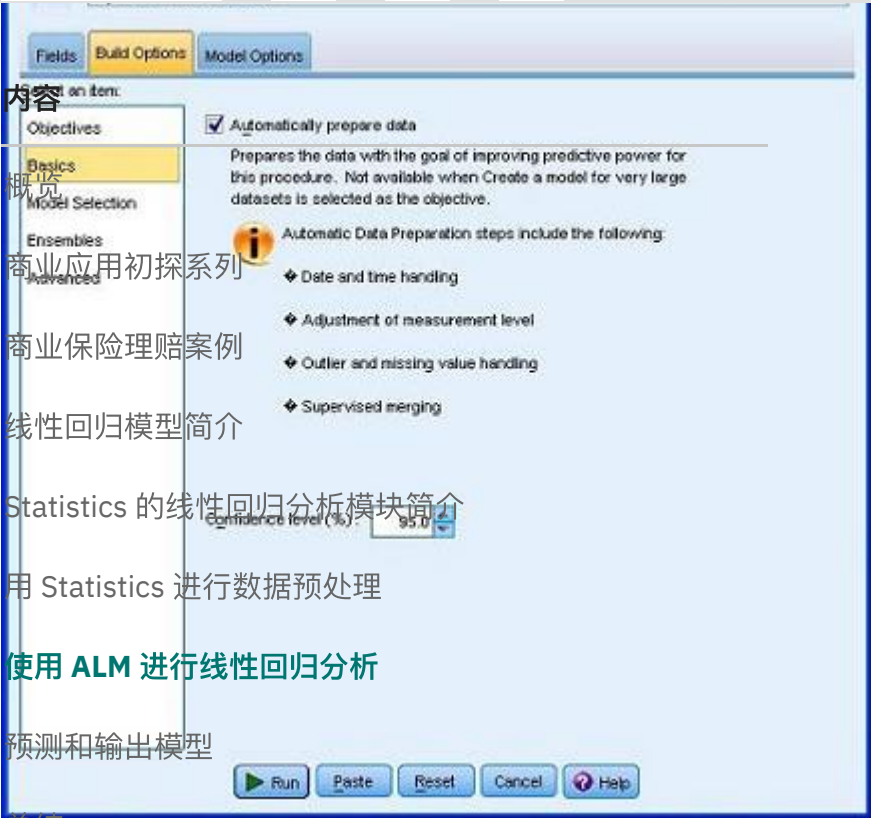 Fields Build Options Model Options
内容
Objectives
Automatically prepare data
Basics
概览
Prepares the data with the goal of improving predictive power for
this procedure. Not available when Create a model for very large
datasets is selected as the objective.
Model Selection
Ensembles
Automatic Data Preparation steps include the following:
商业应用初探系列
Advanced
Date and time handling
Adjustment of measurement level
商业保险理赔案例
Outlier and missing value handling
Supervised merging
线性回归模型简介
Statistics 的线性回归分析模块简介
Confidence level (%): 95.0
用 Statistics 进行数据预处理
使用 ALM 进行线性回归分析
预测和输出模型
Run Paste Reset Cancel Help